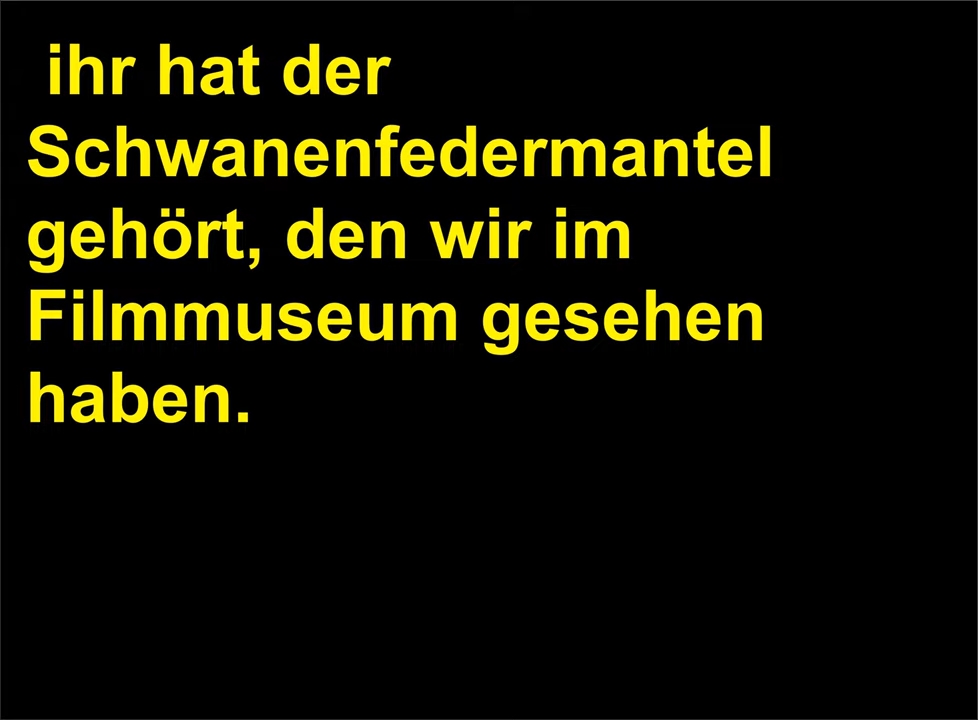 ihr hat der
Schwanenfedermantel
gehört, den wir im
Filmmuseum gesehen
haben.